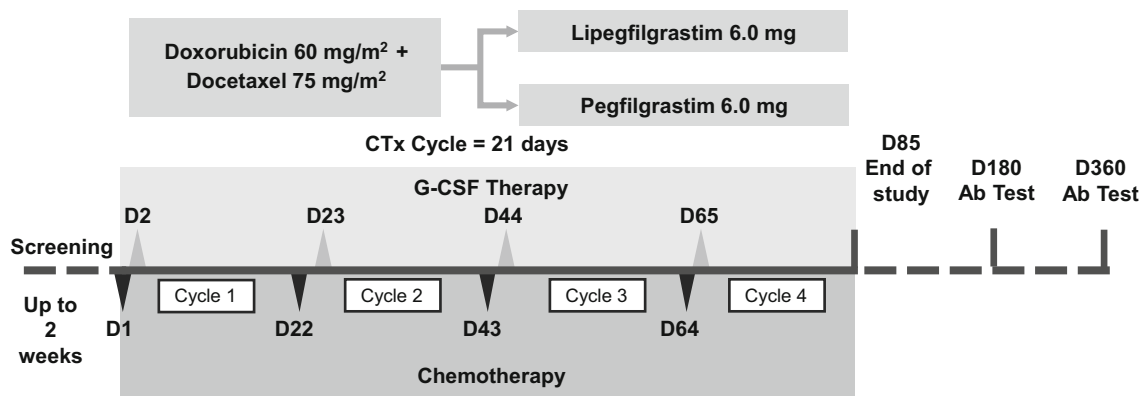 Doxorubicin 60 mg/m² +
Docetaxel 75 mg/m²
Lipegfilgrastim 6.0 mg
Pegfilgrastim 6.0 mg
CTx Cycle = 21 days
G-CSF Therapy
D2
D23
D44
D65
D85
End of
study
D180
Ab Test
D360
Ab Test
Screening
Up to
2
weeks
Cycle 1
Cycle 2
Cycle 3
Cycle 4
D1
D22
D43
D64
Chemotherapy